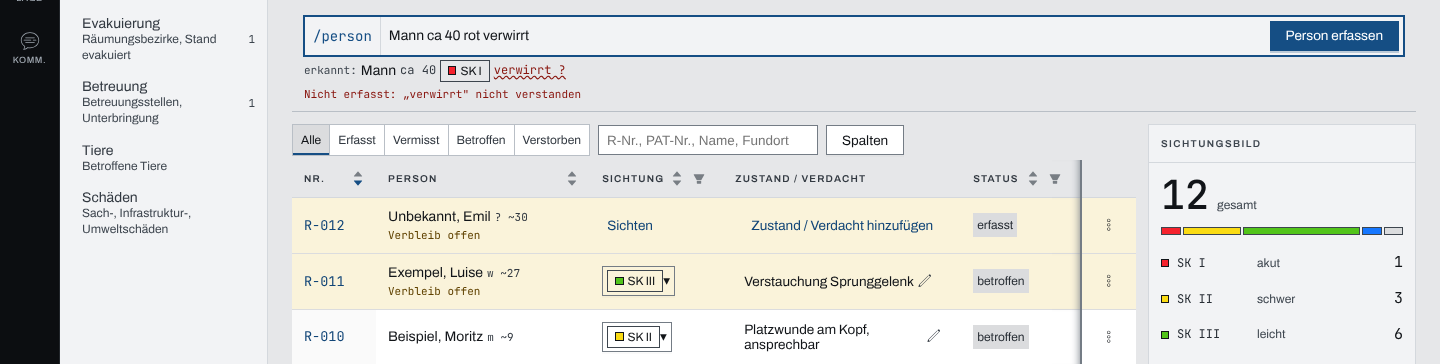 KOMM.
Evakuierung
Räumungsbezirke, Stand evakuiert
1
Betreuung
Betreuungsstellen, Unterbringung
1
Tiere
Betroffene Tiere
Schäden
Sach-, Infrastruktur-, Umweltschäden
/person Mann ca 40 rot verwirrt Person erfassen
erkannt: Mann ca 40 SK I verwirrt ?
Nicht erfasst: „verwirrt" nicht verstanden
Alle Erfasst Vermisst Betroffen Verstorben R-Nr., PAT-Nr., Name, Fundort Spalten
NR. PERSON SICHTUNG ZUSTAND / VERDACHT STATUS
R-012 Unbekannt, Emil ? ~30 Sichten Zustand / Verdacht hinzufügen erfasst
Verbleib offen
R-011 Exempel, Luise w ~27 SK III Verstauchung Sprunggelenk betroffen
Verbleib offen
R-010 Beispiel, Moritz m ~9 SK II Platzwunde am Kopf, ansprechbar betroffen
SICHTUNGSBILD
12 gesamt
SK I akut 1
SK II schwer 3
SK III leicht 6